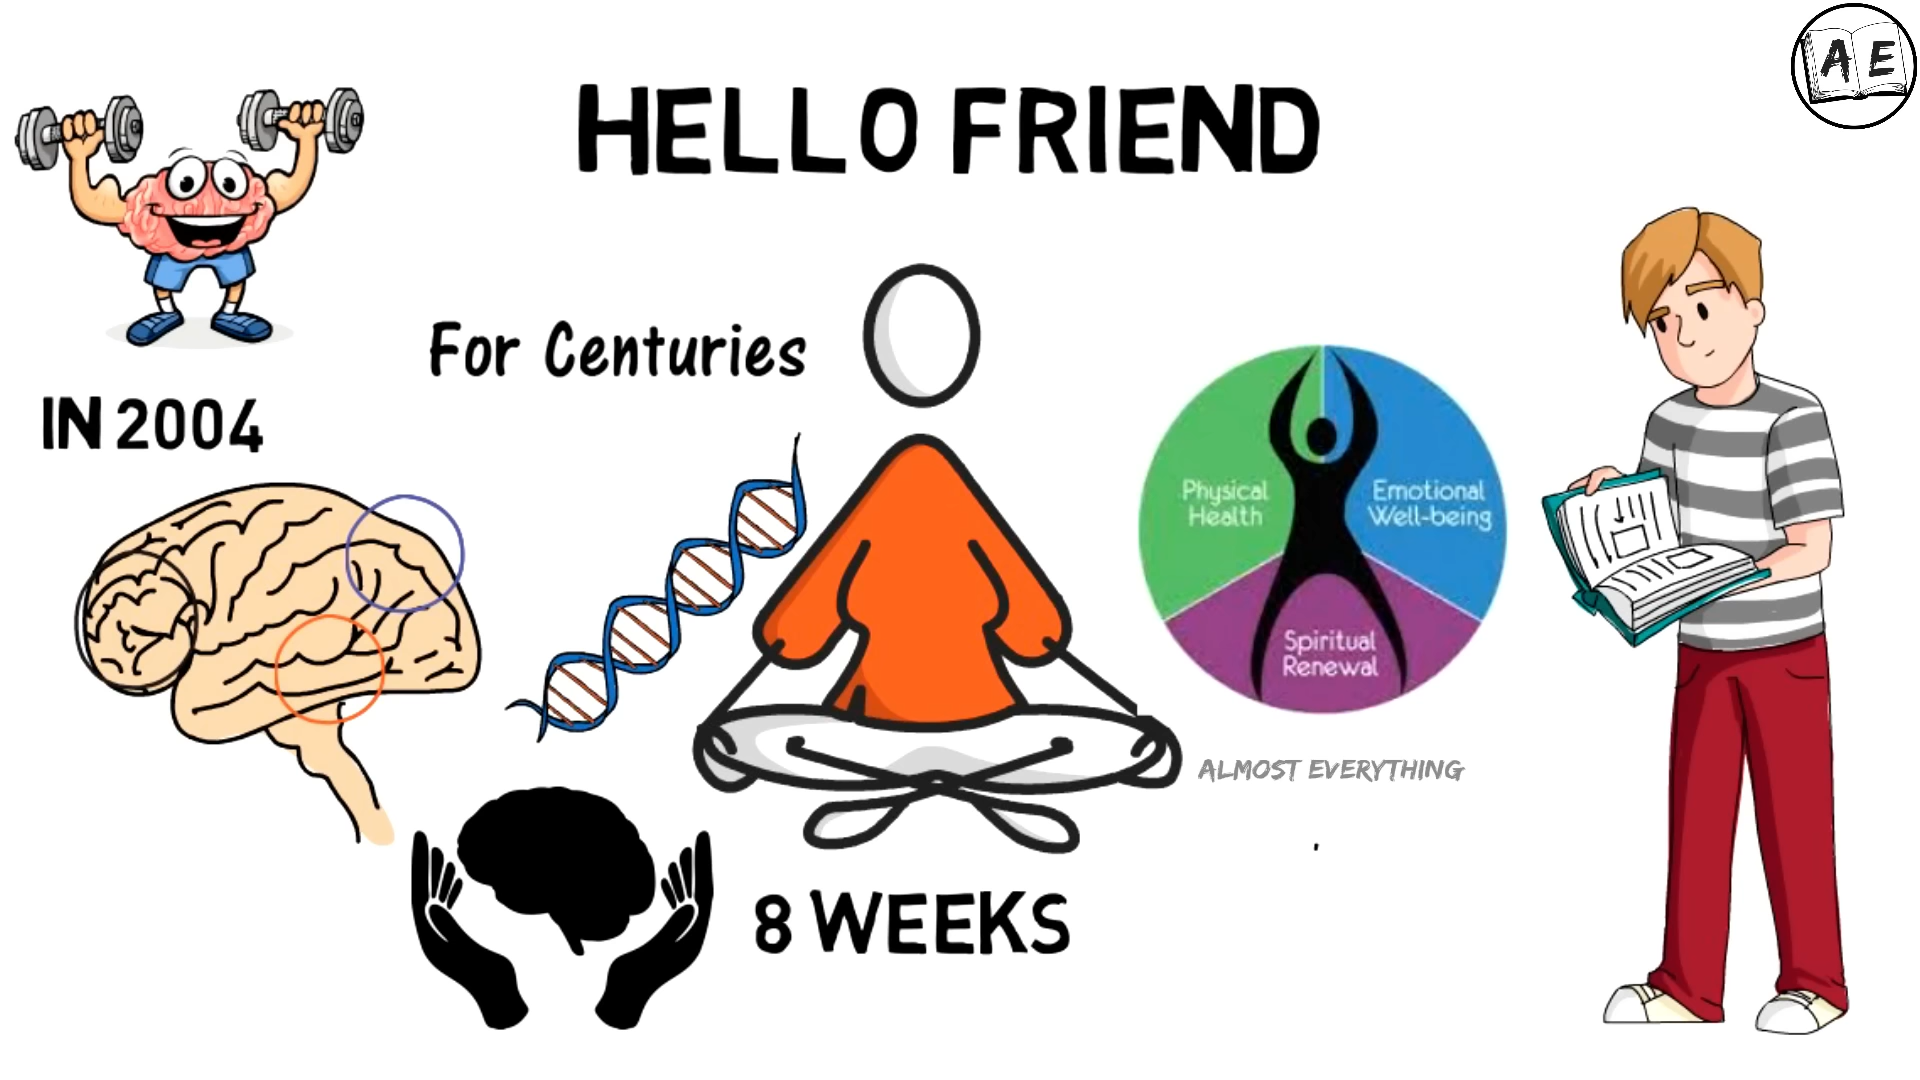 A E
HELLO FRIEND
For Centuries
IN 2004
Physical
Health
Emotional
Well-being
Spiritual
Renewal
ALMOST EVERYTHING
8 WEEKS